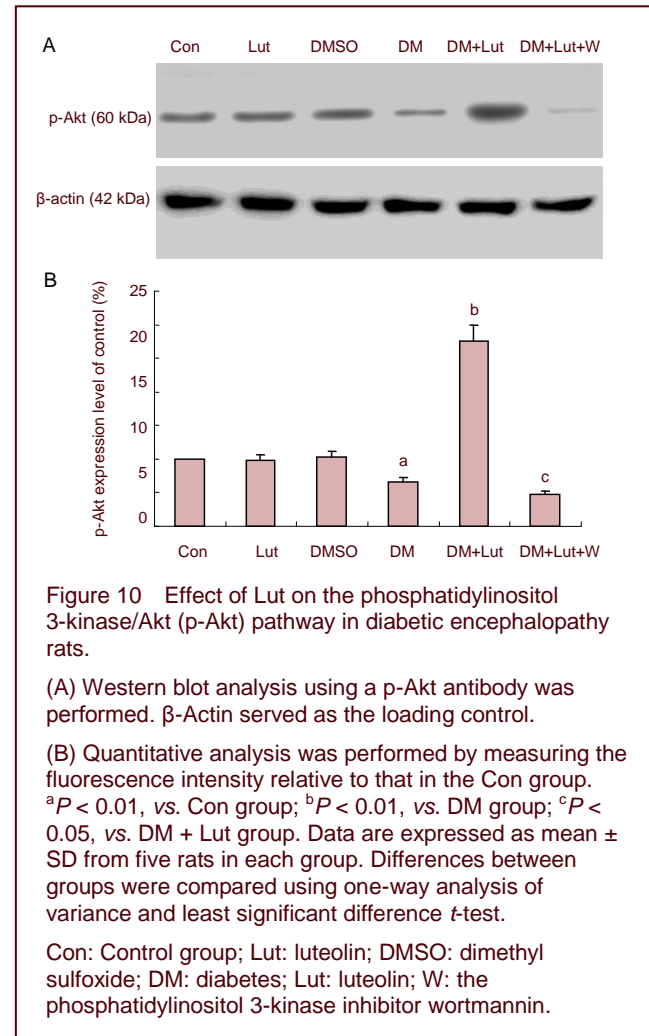 A
Con Lut DMSO DM DM+Lut DM+Lut+W
p-Akt (60 kDa)
β-actin (42 kDa)
B
p-Akt expression level of control (%)
25
20
15
10
5
0
b
a
c
Con Lut DMSO DM DM+Lut DM+Lut+W
Figure 10 Effect of Lut on the phosphatidylinositol
3-kinase/Akt (p-Akt) pathway in diabetic encephalopathy
rats.
(A) Western blot analysis using a p-Akt antibody was
performed. β-Actin served as the loading control.
(B) Quantitative analysis was performed by measuring the
fluorescence intensity relative to that in the Con group.
aP < 0.01, vs. Con group; bP < 0.01, vs. DM group; cP <
0.05, vs. DM + Lut group. Data are expressed as mean ±
SD from five rats in each group. Differences between
groups were compared using one-way analysis of
variance and least significant difference t-test.
Con: Control group; Lut: luteolin; DMSO: dimethyl
sulfoxide; DM: diabetes; Lut: luteolin; W: the
phosphatidylinositol 3-kinase inhibitor wortmannin.